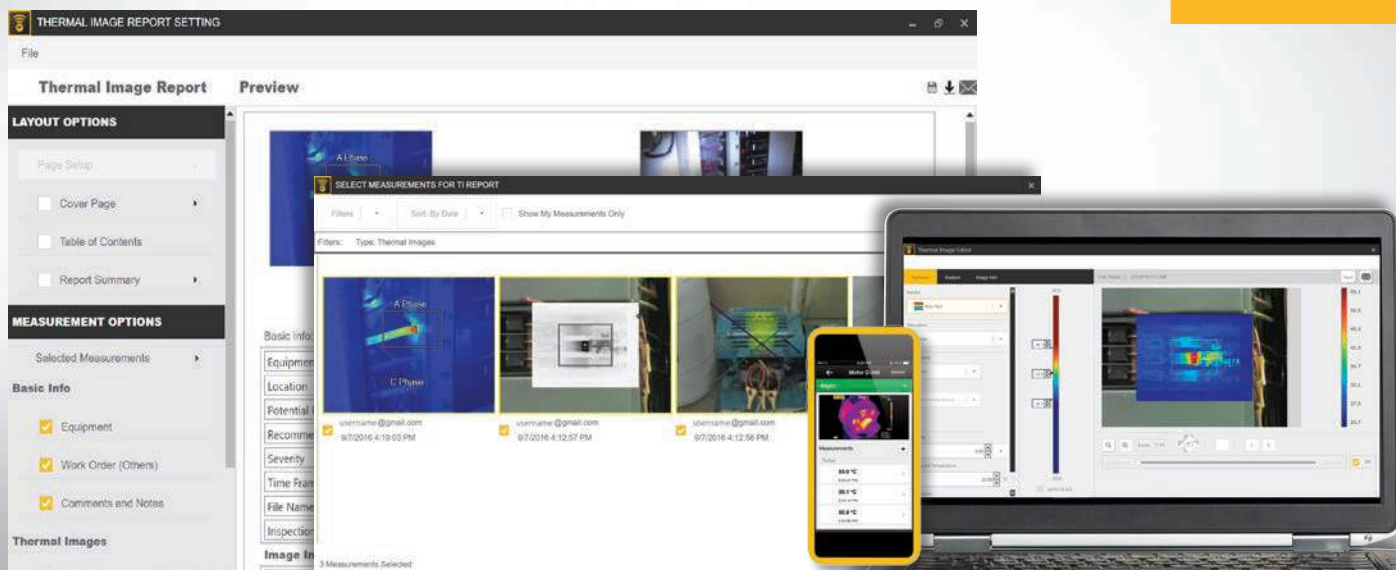 THERMAL IMAGE REPORT SETTING
File
Thermal Image Report
Preview
LAYOUT OPTIONS
Page Setup
Cover Page
Table of Contents
Report Summary
MEASUREMENT OPTIONS
Selected Measurements
Basic Info
Equipment
Work Order (Others)
Comments and Notes
Thermal Images
A Phase
Basic Info
Equipmen
Location
Potential
Recomme
Severity
Time Fram
File Name
Inspection
Image In
SELECT MEASUREMENTS FOR TI REPORT
Filters
Sort: By Date
Show My Measurements Only
Filters: Type: Thermal Images
A Phase
C Phase
username@gmail.com
9/7/2016 4:19:03 PM
username@gmail.com
9/7/2016 4:12:57 PM
username@gmail.com
9/7/2016 4:12:56 PM
3 Measurements Selected
Thermal Image Editor
Measurements
Today